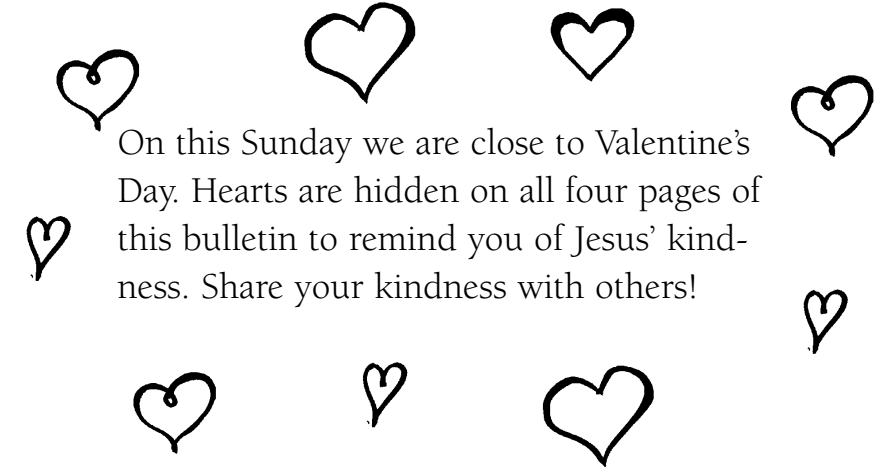 On this Sunday we are close to Valentine’s
Day. Hearts are hidden on all four pages of
this bulletin to remind you of Jesus’ kind-
ness. Share your kindness with others!